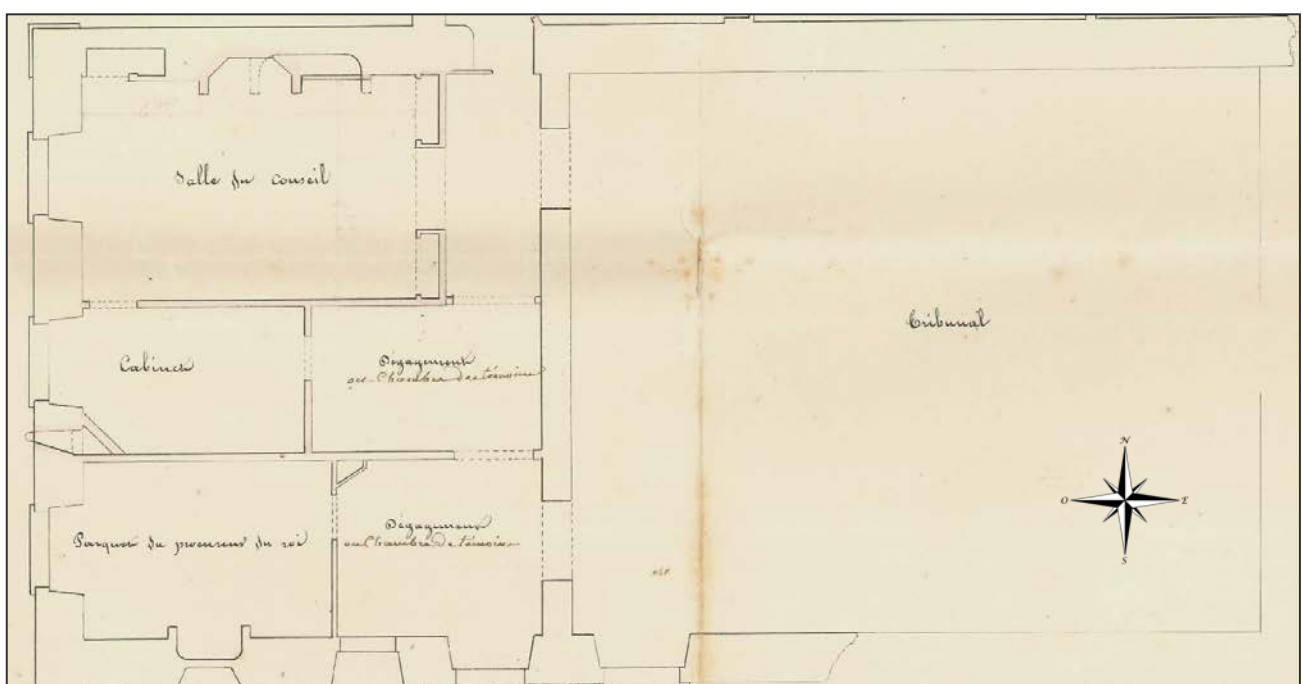 Salle du Conseil
Tribunal
Cabinet
Dégagement
ou Chambre de témoins
Dégagement
ou Chambre de témoins
Parquet du procureur du roi
N
O
E
S